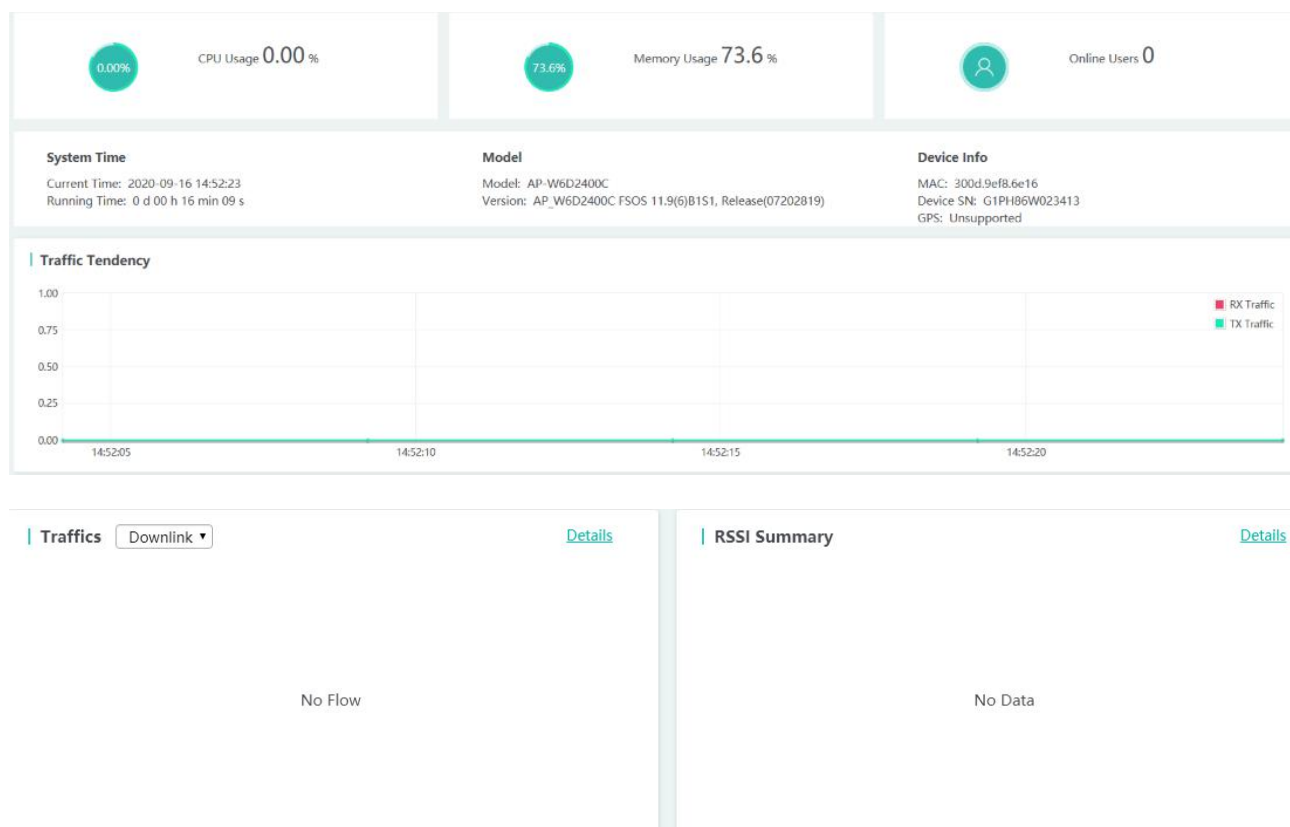 0.00%
CPU Usage 0.00 %
73.6%
Memory Usage 73.6 %
Online Users 0
System Time
Current Time: 2020-09-16 14:52:23
Running Time: 0 d 00 h 16 min 09 s
Model
Model: AP-W6D2400C
Version: AP_W6D2400C FSOS 11.9(6)B1S1, Release(07202819)
Device Info
MAC: 300d.9ef8.6e16
Device SN: G1PH86W023413
GPS: Unsupported
Traffic Tendency
1.00
0.75
0.50
0.25
0.00
RX Traffic
TX Traffic
14:52:05
14:52:10
14:52:15
14:52:20
Traffics Downlink Details
No Flow
RSSI Summary Details
No Data